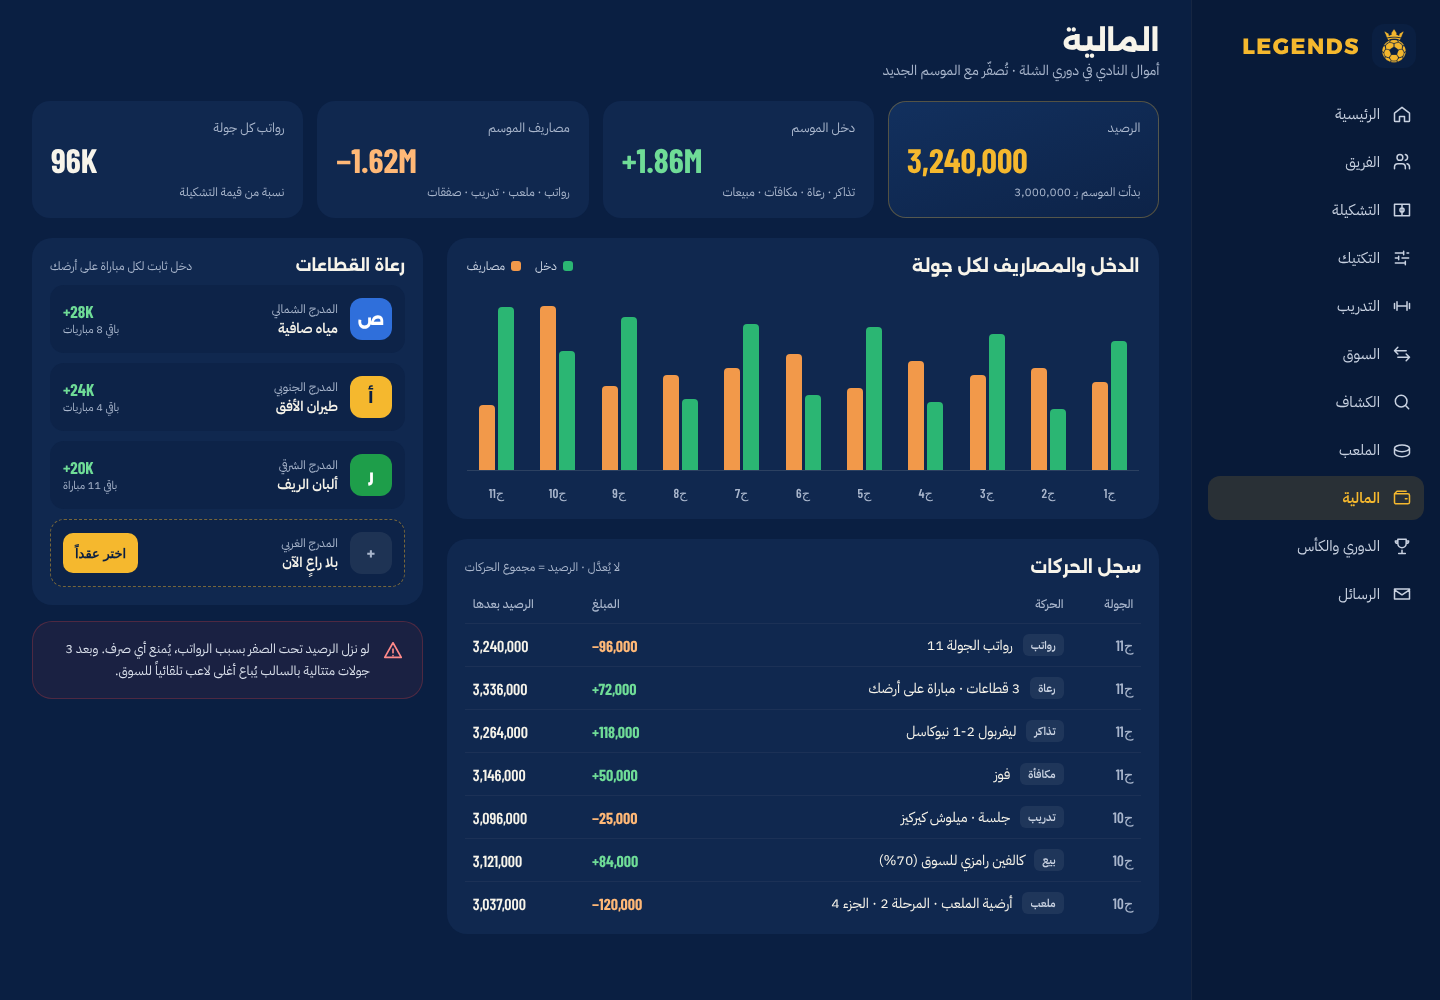 LEGENDS
الرئيسية
الفريق
التشكيلة
التكتيك
التدريب
السوق
الكشاف
الملعب
المالية
الدوري والكأس
الرسائل
المالية
أموال النادي في دوري الشلة · تُصفّر مع الموسم الجديد
الرصيد
3,240,000
بدأت الموسم بـ 3,000,000
دخل الموسم
+1.86M
تذاكر · رعاة · مكافآت · مبيعات
مصاريف الموسم
−1.62M
رواتب · ملعب · تدريب · صفقات
رواتب كل جولة
96K
نسبة من قيمة التشكيلة
الدخل والمصاريف لكل جولة
دخل مصاريف
ج1 ج2 ج3 ج4 ج5 ج6 ج7 ج8 ج9 ج10 ج11
سجل الحركات
لا يُعدَّل · الرصيد = مجموع الحركات
الجولة الحركة المبلغ الرصيد بعدها
ج11 رواتب رواتب الجولة 11 −96,000 3,240,000
ج11 رعاة 3 قطاعات · مباراة على أرضك +72,000 3,336,000
ج11 تذاكر ليفربول 2-1 نيوكاسل +118,000 3,264,000
ج11 مكافأة فوز +50,000 3,146,000
ج10 تدريب جلسة · ميلوش كيركيز −25,000 3,096,000
ج10 بيع كالفين رامزي للسوق (70%) +84,000 3,121,000
ج10 ملعب أرضية الملعب · المرحلة 2 · الجزء 4 −120,000 3,037,000
رعاة القطاعات
دخل ثابت لكل مباراة على أرضك
ص
المدرج الشمالي
مياه صافية
+28K
باقي 8 مباريات
أ
المدرج الجنوبي
طيران الأفق
+24K
باقي 4 مباريات
ر
المدرج الشرقي
ألبان الريف
+20K
باقي 11 مباراة
+
المدرج الغربي
بلا راعٍ الآن
اختر عقداً
لو نزل الرصيد تحت الصفر بسبب الرواتب، يُمنع أي صرف. وبعد 3
جولات متتالية بالسالب يُباع أغلى لاعب تلقائياً للسوق.